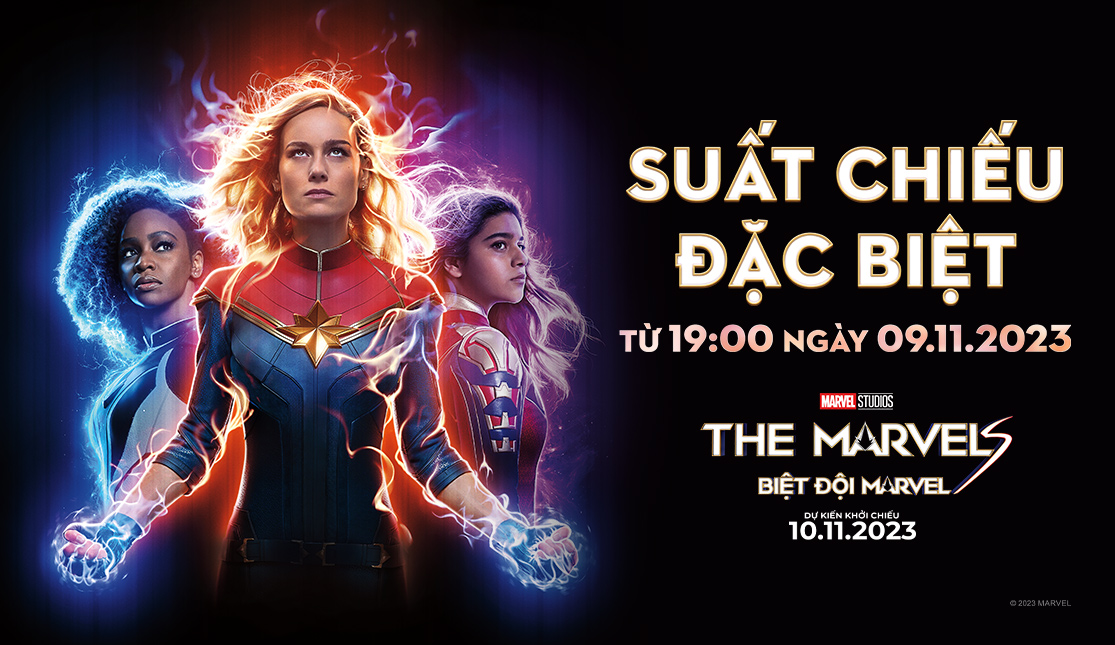 SUẤT CHIẾU
ĐẶC BIỆT
TỪ 19:00 NGÀY 09.11.2023
MARVEL STUDIOS
THE MARVELS
BIỆT ĐỘI MARVEL
DỰ KIẾN KHỞI CHIẾU
10.11.2023
© 2023 MARVEL